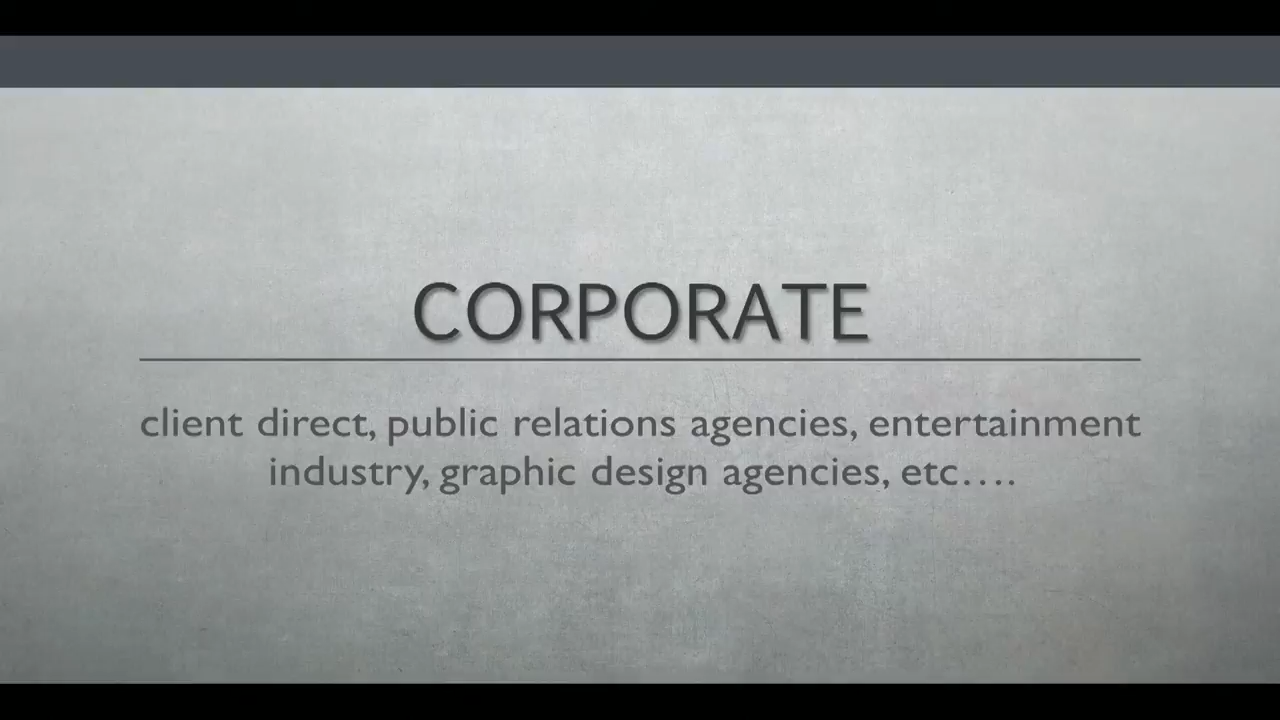 CORPORATE
client direct, public relations agencies, entertainment
industry, graphic design agencies, etc….